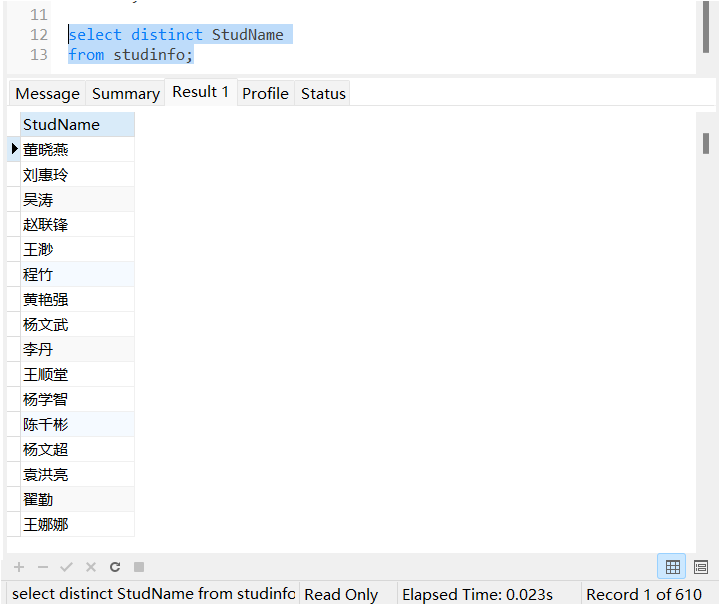 11
12 select distinct StudName
13 from studinfo;
Message Summary Result 1 Profile Status
StudName
董晓燕
刘惠玲
吴涛
赵联锋
王渺
程竹
黄艳强
杨文武
李丹
王顺堂
杨学智
陈千彬
杨文超
袁洪亮
翟勤
王娜娜
select distinct StudName from studinfo Read Only Elapsed Time: 0.023s Record 1 of 610